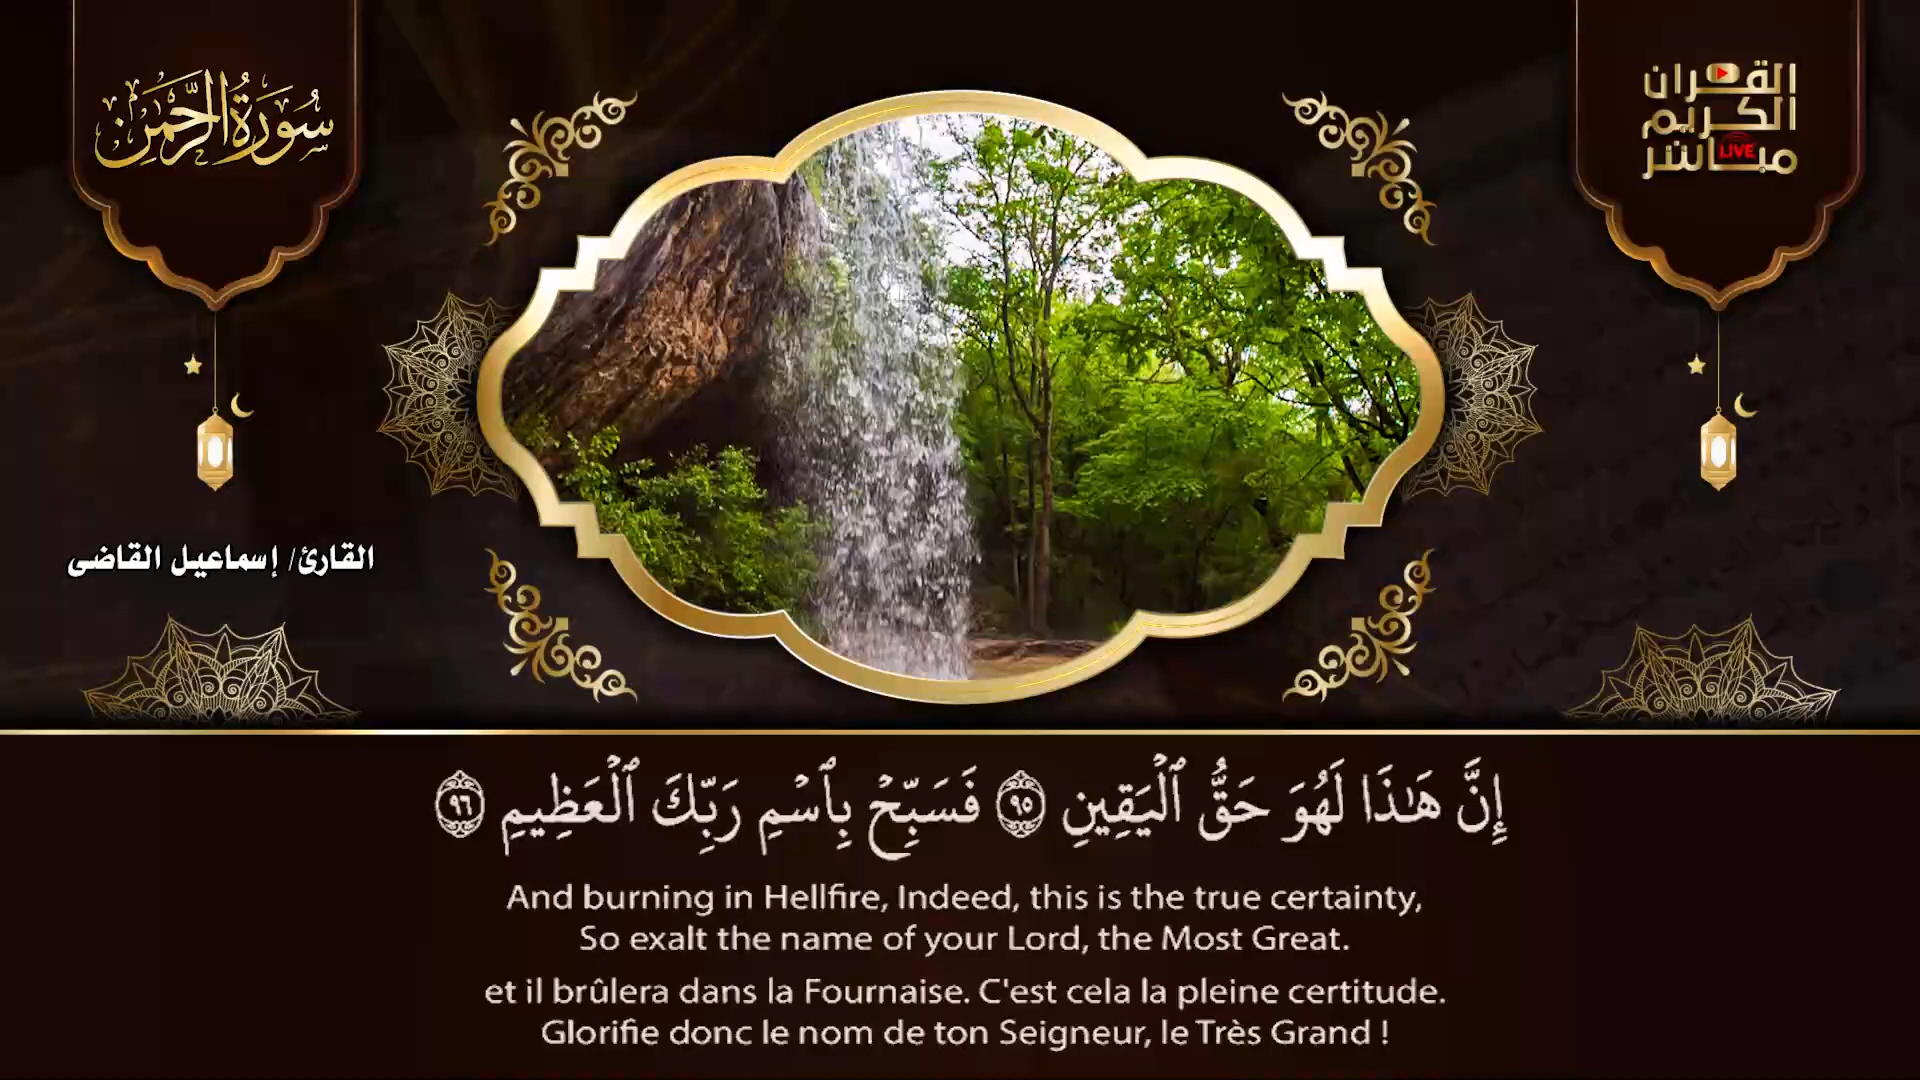 سُورَةُ الرَّحْمَٰن
القرآن
الكريم
مباشر
LIVE
القارئ/ إسماعيل القاضى
إِنَّ هَٰذَا لَهُوَ حَقُّ ٱلْيَقِينِ ٩٥ فَسَبِّحْ بِٱسْمِ رَبِّكَ ٱلْعَظِيمِ ٩٦
And burning in Hellfire, Indeed, this is the true certainty,
So exalt the name of your Lord, the Most Great.
et il brûlera dans la Fournaise. C'est cela la pleine certitude.
Glorifie donc le nom de ton Seigneur, le Très Grand !